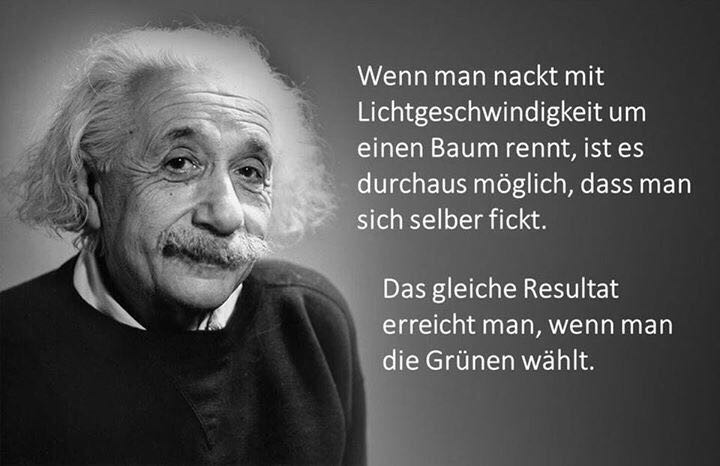 Wenn man nackt mit
Lichtgeschwindigkeit um
einen Baum rennt, ist es
durchaus möglich, dass man
sich selber fickt.
Das gleiche Resultat
erreicht man, wenn man
die Grünen wählt.